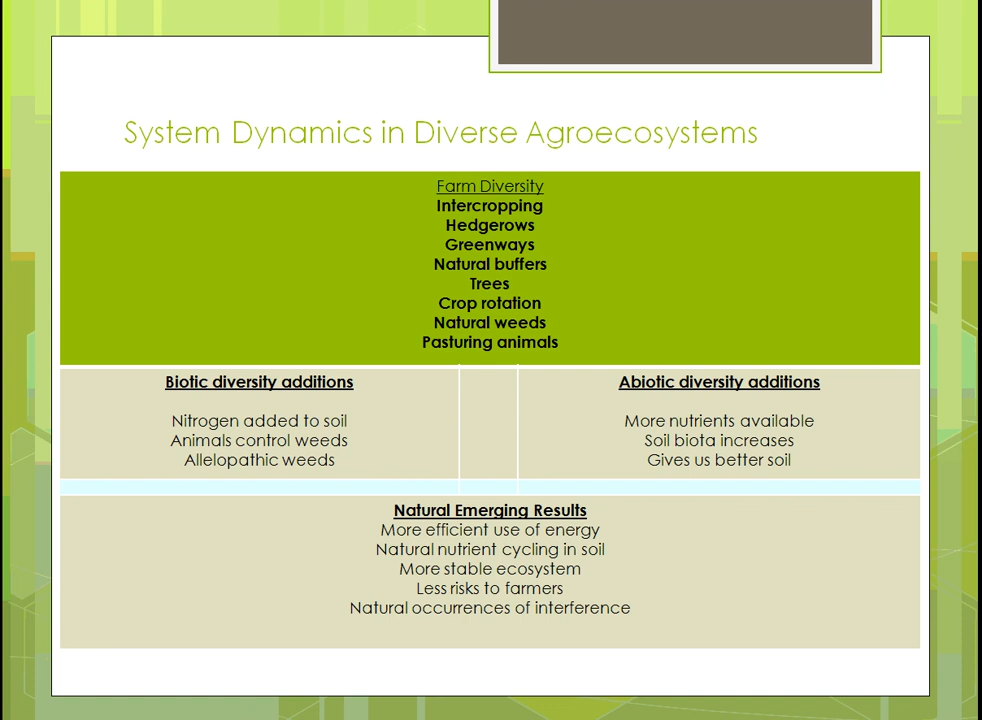 System Dynamics in Diverse Agroecosystems
Farm Diversity
Intercropping
Hedgerows
Greenways
Natural buffers
Trees
Crop rotation
Natural weeds
Pasturing animals
Biotic diversity additions
Nitrogen added to soil
Animals control weeds
Allelopathic weeds
Abiotic diversity additions
More nutrients available
Soil biota increases
Gives us better soil
Natural Emerging Results
More efficient use of energy
Natural nutrient cycling in soil
More stable ecosystem
Less risks to farmers
Natural occurrences of interference